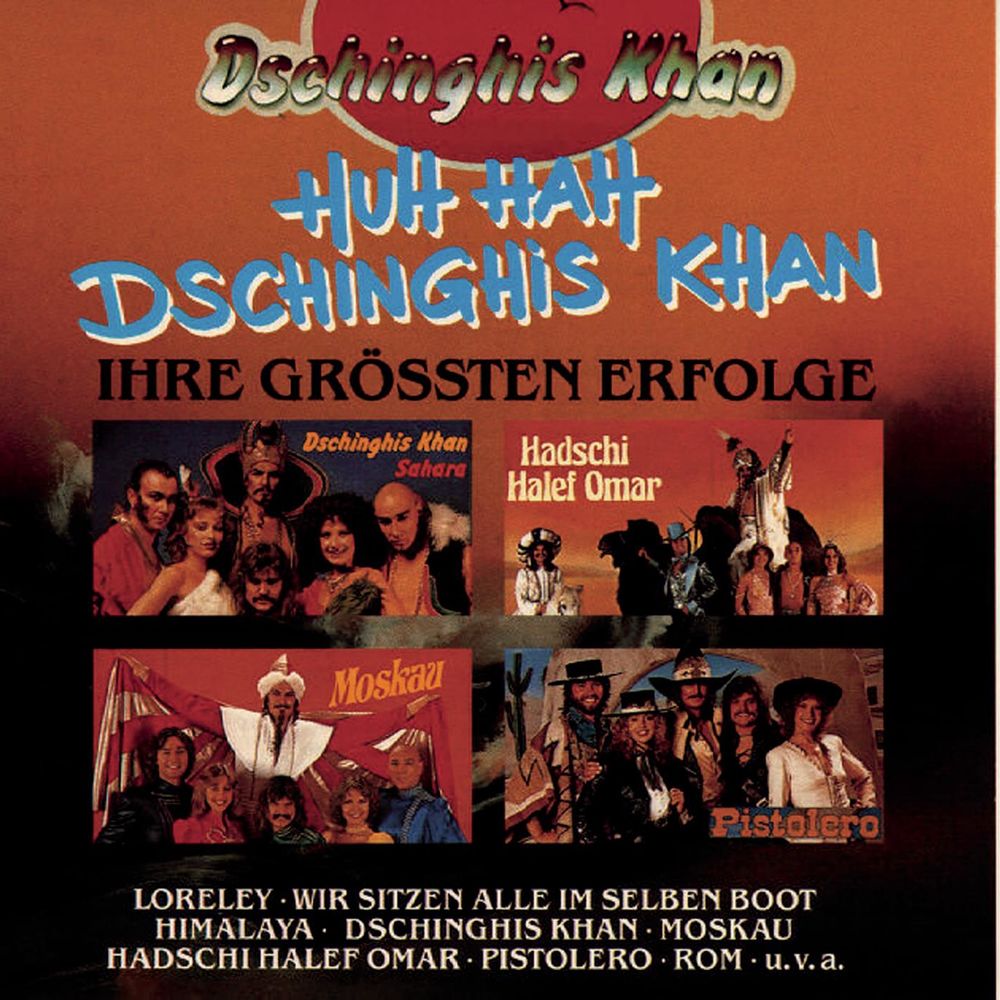 Dschinghis Khan
HUH HAH
DSCHINGHiS KHAN
IHRE GRÖSSTEN ERFOLGE
Dschinghis Khan
Sahara
Hadschi
Halef Omar
Moskau
Pistolero
LORELEY · WIR SITZEN ALLE IM SELBEN BOOT
HIMALAYA · DSCHINGHIS KHAN · MOSKAU
HADSCHI HALEF OMAR · PISTOLERO · ROM · u. v. a.